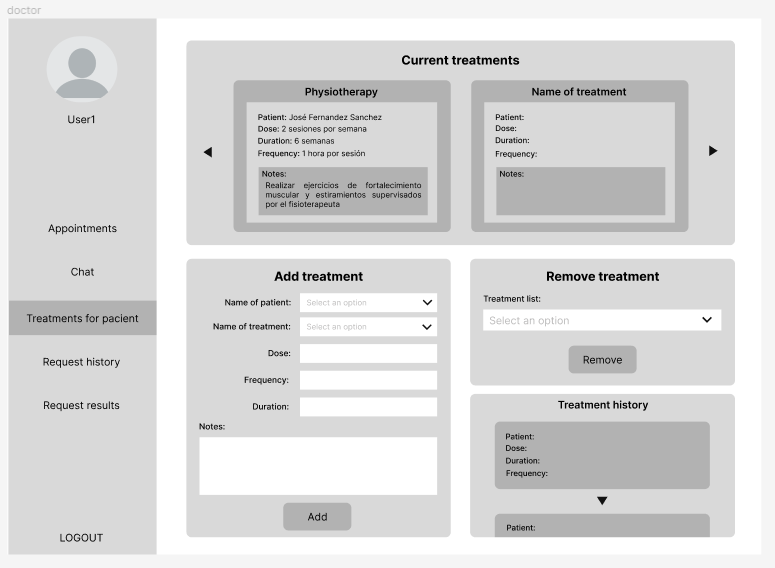 doctor
User1
Appointments
Chat
Treatments for pacient
Request history
Request results
LOGOUT
Current treatments
Physiotherapy
Patient: José Fernandez Sanchez
Dose: 2 sesiones por semana
Duration: 6 semanas
Frequency: 1 hora por sesión
Notes:
Realizar ejercicios de fortalecimiento
muscular y estiramientos supervisados
por el fisioterapeuta
Name of treatment
Patient:
Dose:
Duration:
Frequency:
Notes:
Add treatment
Name of patient: Select an option
Name of treatment: Select an option
Dose:
Frequency:
Duration:
Notes:
Add
Remove treatment
Treatment list:
Select an option
Remove
Treatment history
Patient:
Dose:
Duration:
Frequency:
Patient: